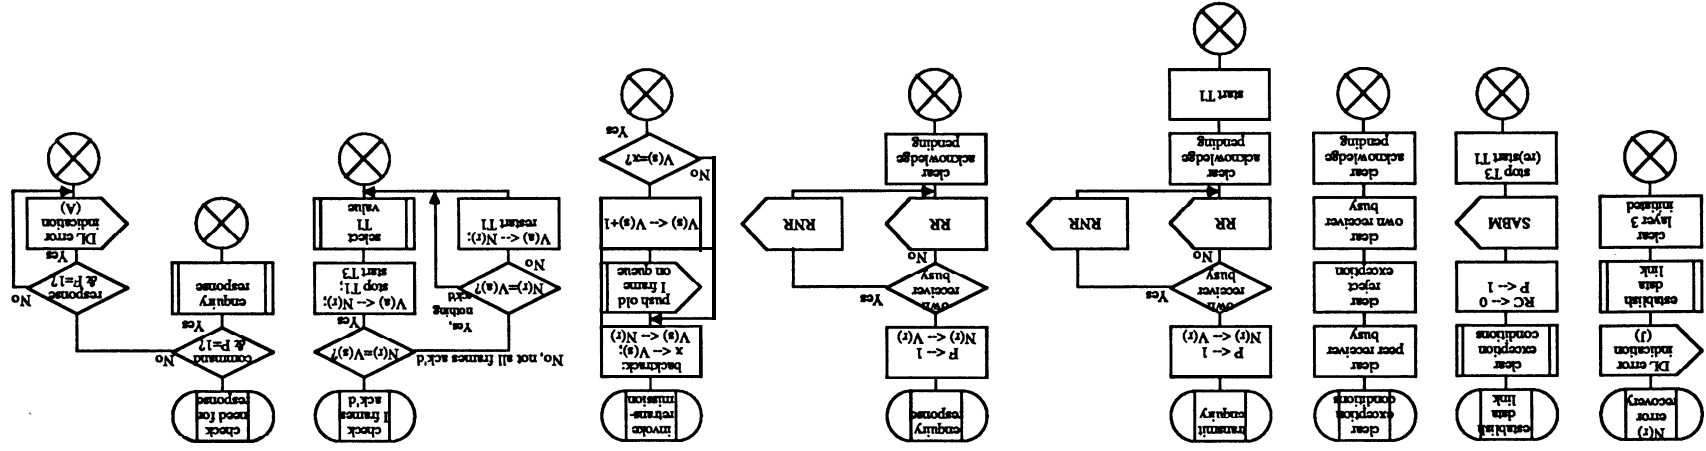 N(r)
error
recovery
DL error
indication
(J)
establish
data
link
clear
layer 3
initiated
establish
data
link
clear
exception
conditions
RC <-- 0
P <-- 1
SABM
stop T3
(re)start T1
clear
exception
conditions
clear
peer receiver
busy
clear
reject
exception
clear
own receiver
busy
clear
acknowledge
pending
transmit
enquiry
P <-- 1
N(r) <-- V(r)
own
receiver
busy
Yes
No
RR
RNR
clear
acknowledge
pending
start T1
enquiry
response
F <-- 1
N(r) <-- V(r)
own
receiver
busy
Yes
No
RR
RNR
clear
acknowledge
pending
invoke
retrans-
mission
backtrack:
x <-- V(s);
V(s) <-- N(r)
push old
I frame
on queue
V(s) <-- V(s)+1
V(s)=x?
No
Yes
check
I frames
ack'd
N(r)=V(s)?
No, not all frames ack'd
Yes
V(a) <-- N(r);
stop T1;
start T3
select
T1
value
N(r)=V(a)?
Yes,
nothing
ack'd
No
V(a) <-- N(r);
restart T1
check
need for
response
command
& P=1?
No
Yes
enquiry
response
response
& F=1?
No
Yes
DL error
indication
(A)